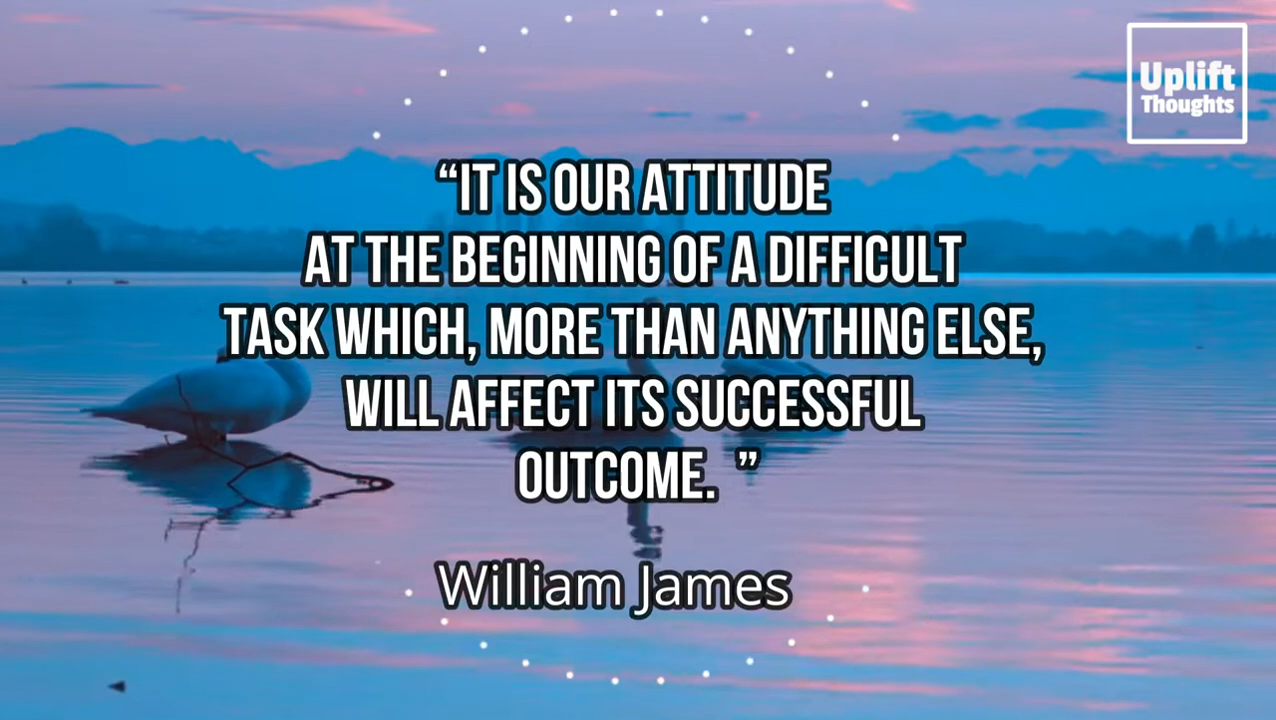 Uplift
Thoughts
“IT IS OUR ATTITUDE
AT THE BEGINNING OF A DIFFICULT
TASK WHICH, MORE THAN ANYTHING ELSE,
WILL AFFECT ITS SUCCESSFUL
OUTCOME. ”
William James